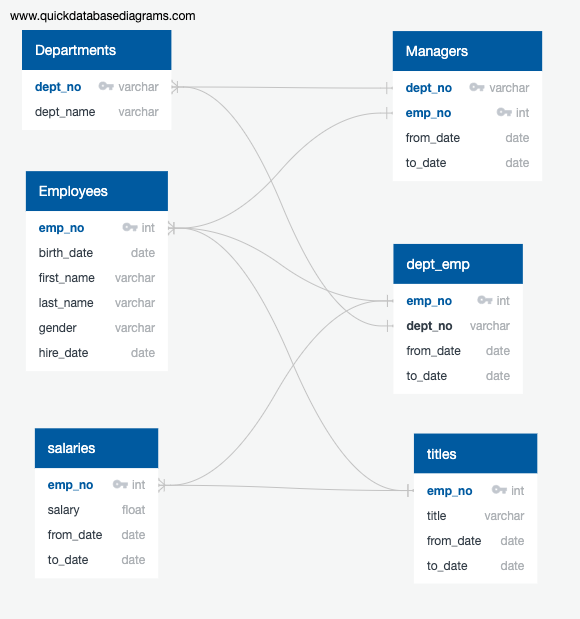 www.quickdatabasediagrams.com
Departments
dept_no varchar
dept_name varchar
Managers
dept_no varchar
emp_no int
from_date date
to_date date
Employees
emp_no int
birth_date date
first_name varchar
last_name varchar
gender varchar
hire_date date
dept_emp
emp_no int
dept_no varchar
from_date date
to_date date
salaries
emp_no int
salary float
from_date date
to_date date
titles
emp_no int
title varchar
from_date date
to_date date